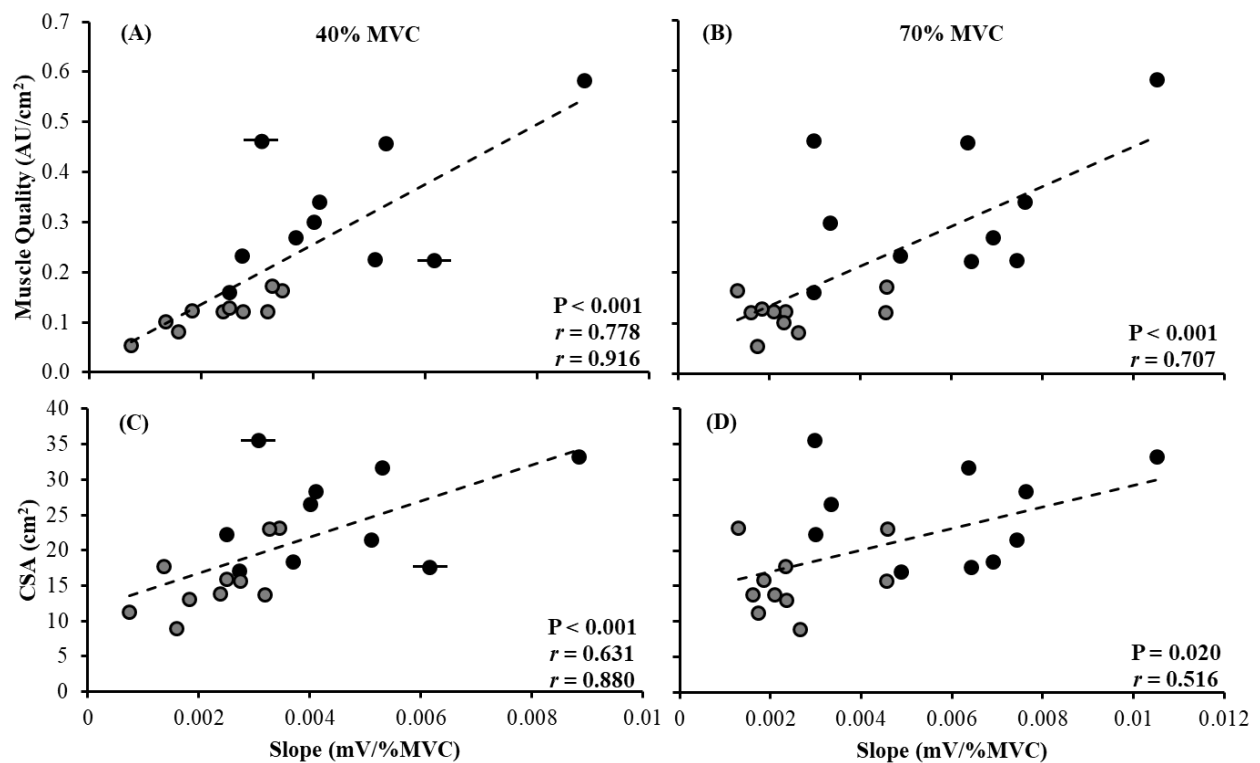 (A)
40% MVC
Muscle Quality (AU/cm²)
0.7
0.6
0.5
0.4
0.3
0.2
0.1
0.0
P < 0.001
r = 0.778
r = 0.916
(B)
70% MVC
P < 0.001
r = 0.707
(C)
CSA (cm²)
40
35
30
25
20
15
10
5
0
P < 0.001
r = 0.631
r = 0.880
0 0.002 0.004 0.006 0.008 0.01
Slope (mV/%MVC)
(D)
P = 0.020
r = 0.516
0 0.002 0.004 0.006 0.008 0.01 0.012
Slope (mV/%MVC)